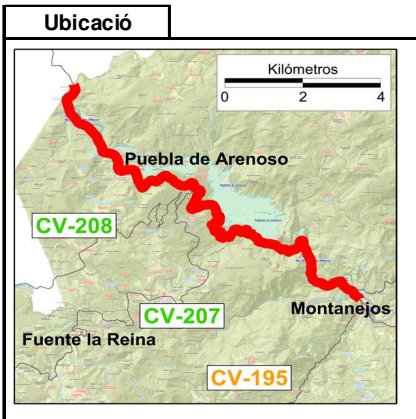 Ubicació
Kilómetros
0 2 4
Puebla de Arenoso
CV-208
Montanejos
CV-207
Fuente la Reina
CV-195